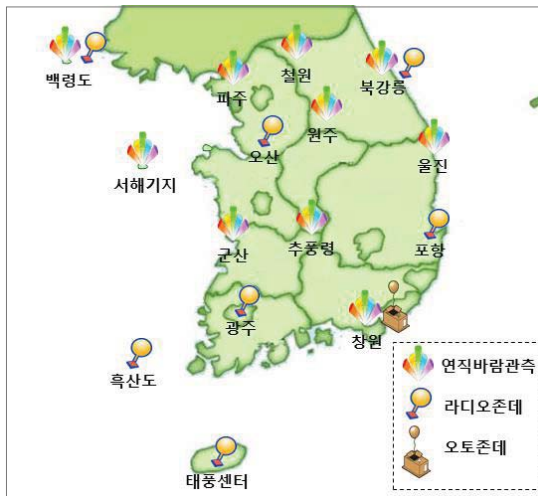 백령도
철원
북강릉
파주
원주
오산
울진
서해기지
군산
추풍령
포항
광주
창원
흑산도
태풍센터
연직바람관측
라디오존데
오토존데